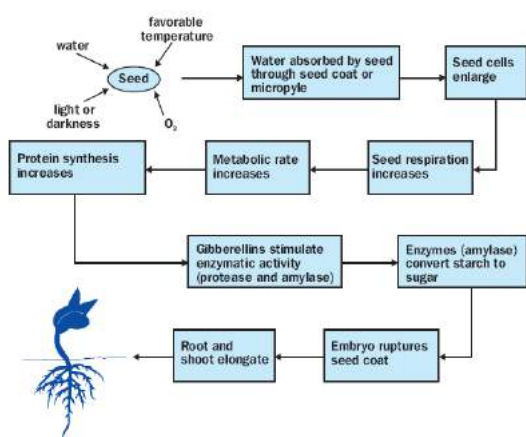 favorable
temperature
water
Seed
light or
darkness
O₂
Water absorbed by seed
through seed coat or
micropyle
Seed cells
enlarge
Seed respiration
increases
Metabolic rate
increases
Protein synthesis
increases
Gibberellins stimulate
enzymatic activity
(protease and amylase)
Enzymes (amylase)
convert starch to
sugar
Embryo ruptures
seed coat
Root and
shoot elongate